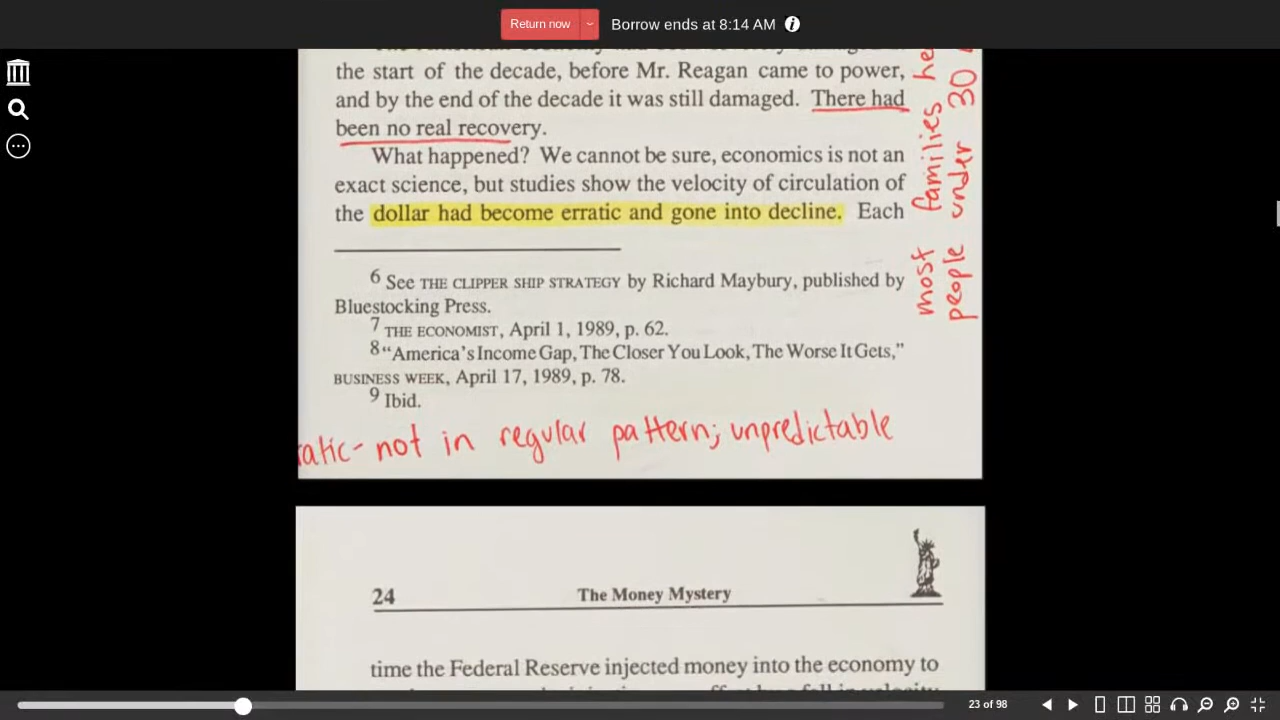 Return now
Borrow ends at 8:14 AM
the start of the decade, before Mr. Reagan came to power,
and by the end of the decade it was still damaged. There had
been no real recovery.
What happened? We cannot be sure, economics is not an
exact science, but studies show the velocity of circulation of
the dollar had become erratic and gone into decline. Each
6 See THE CLIPPER SHIP STRATEGY by Richard Maybury, published by
Bluestocking Press.
7 THE ECONOMIST, April 1, 1989, p. 62.
8 “America's Income Gap, The Closer You Look, The Worse It Gets,”
BUSINESS WEEK, April 17, 1989, p. 78.
9 Ibid.
ratic- not in regular pattern; unpredictable
most families he
people under 30
24
The Money Mystery
time the Federal Reserve injected money into the economy to
23 of 98